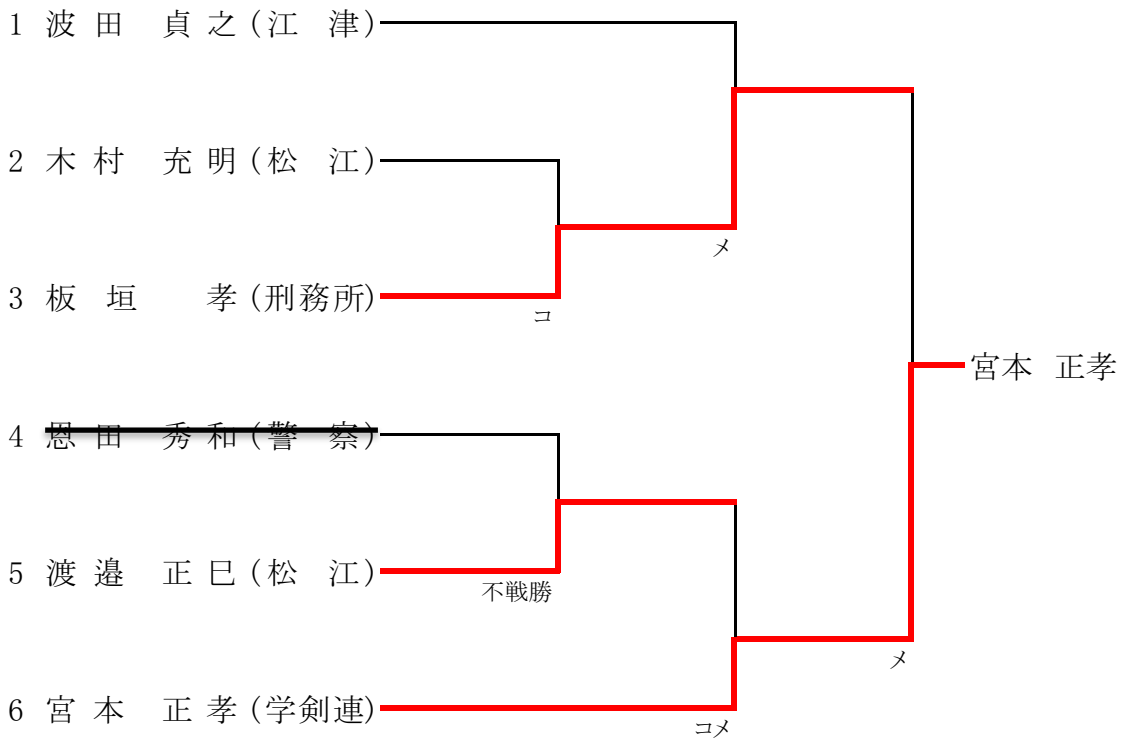 1 波田 貞之(江 津)
2 木村 充明(松 江)
メ
3 板垣 孝(刑務所)
コ
宮本 正孝
4 恩田 秀和(警 察)
5 渡邉 正巳(松 江)
不戦勝
メ
6 宮本 正孝(学剣連)
コメ